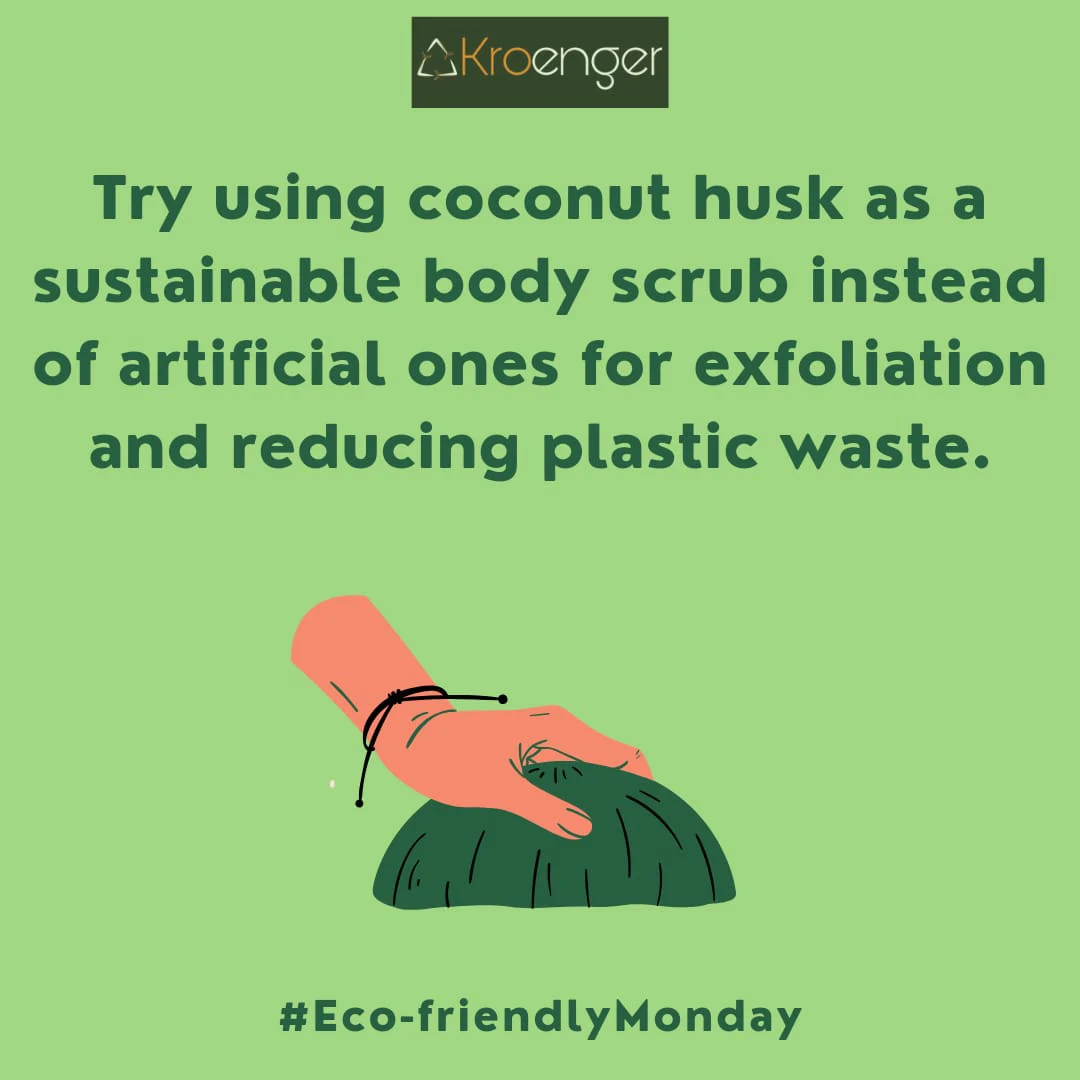 Kroenger
Try using coconut husk as a
sustainable body scrub instead
of artificial ones for exfoliation
and reducing plastic waste.
#Eco-friendlyMonday